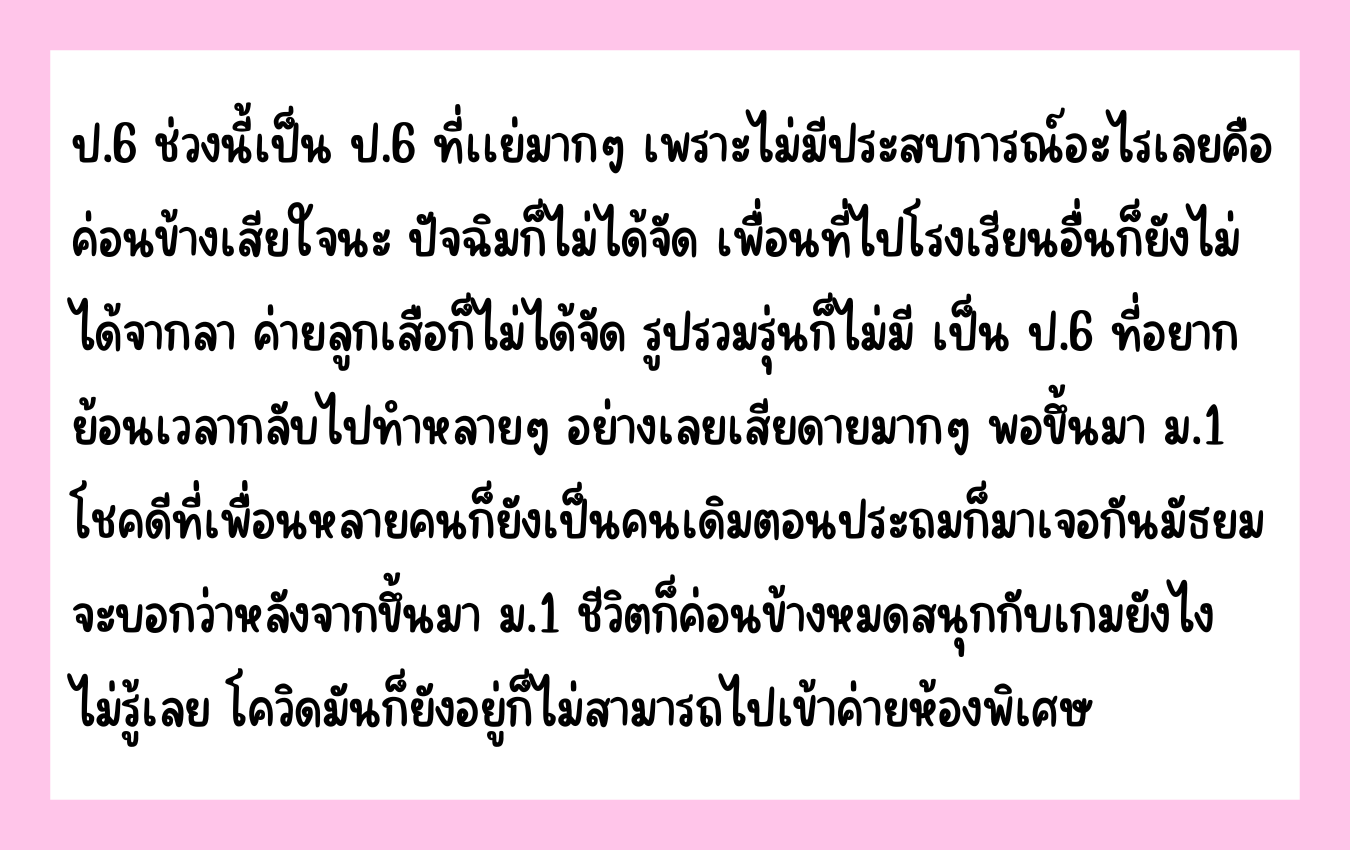 ป.6 ช่วงนี้เป็น ป.6 ที่แย่มากๆ เพราะไม่มีประสบการณ์อะไรเลยคือ
ค่อนข้างเสียใจนะ ปัจฉิมก็ไม่ได้จัด เพื่อนที่ไปโรงเรียนอื่นก็ยังไม่
ได้จากลา ค่ายลูกเสือก็ไม่ได้จัด รูปรวมรุ่นก็ไม่มี เป็น ป.6 ที่อยาก
ย้อนเวลากลับไปทำหลายๆ อย่างเลยเสียดายมากๆ พอขึ้นมา ม.1
โชคดีที่เพื่อนหลายคนก็ยังเป็นคนเดิมตอนประถมก็มาเจอกันมัธยม
จะบอกว่าหลังจากขึ้นมา ม.1 ชีวิตก็ค่อนข้างหมดสนุกกับเกมยังไง
ไม่รู้เลย โควิดมันก็ยังอยู่ก็ไม่สามารถไปเข้าค่ายห้องพิเศษ